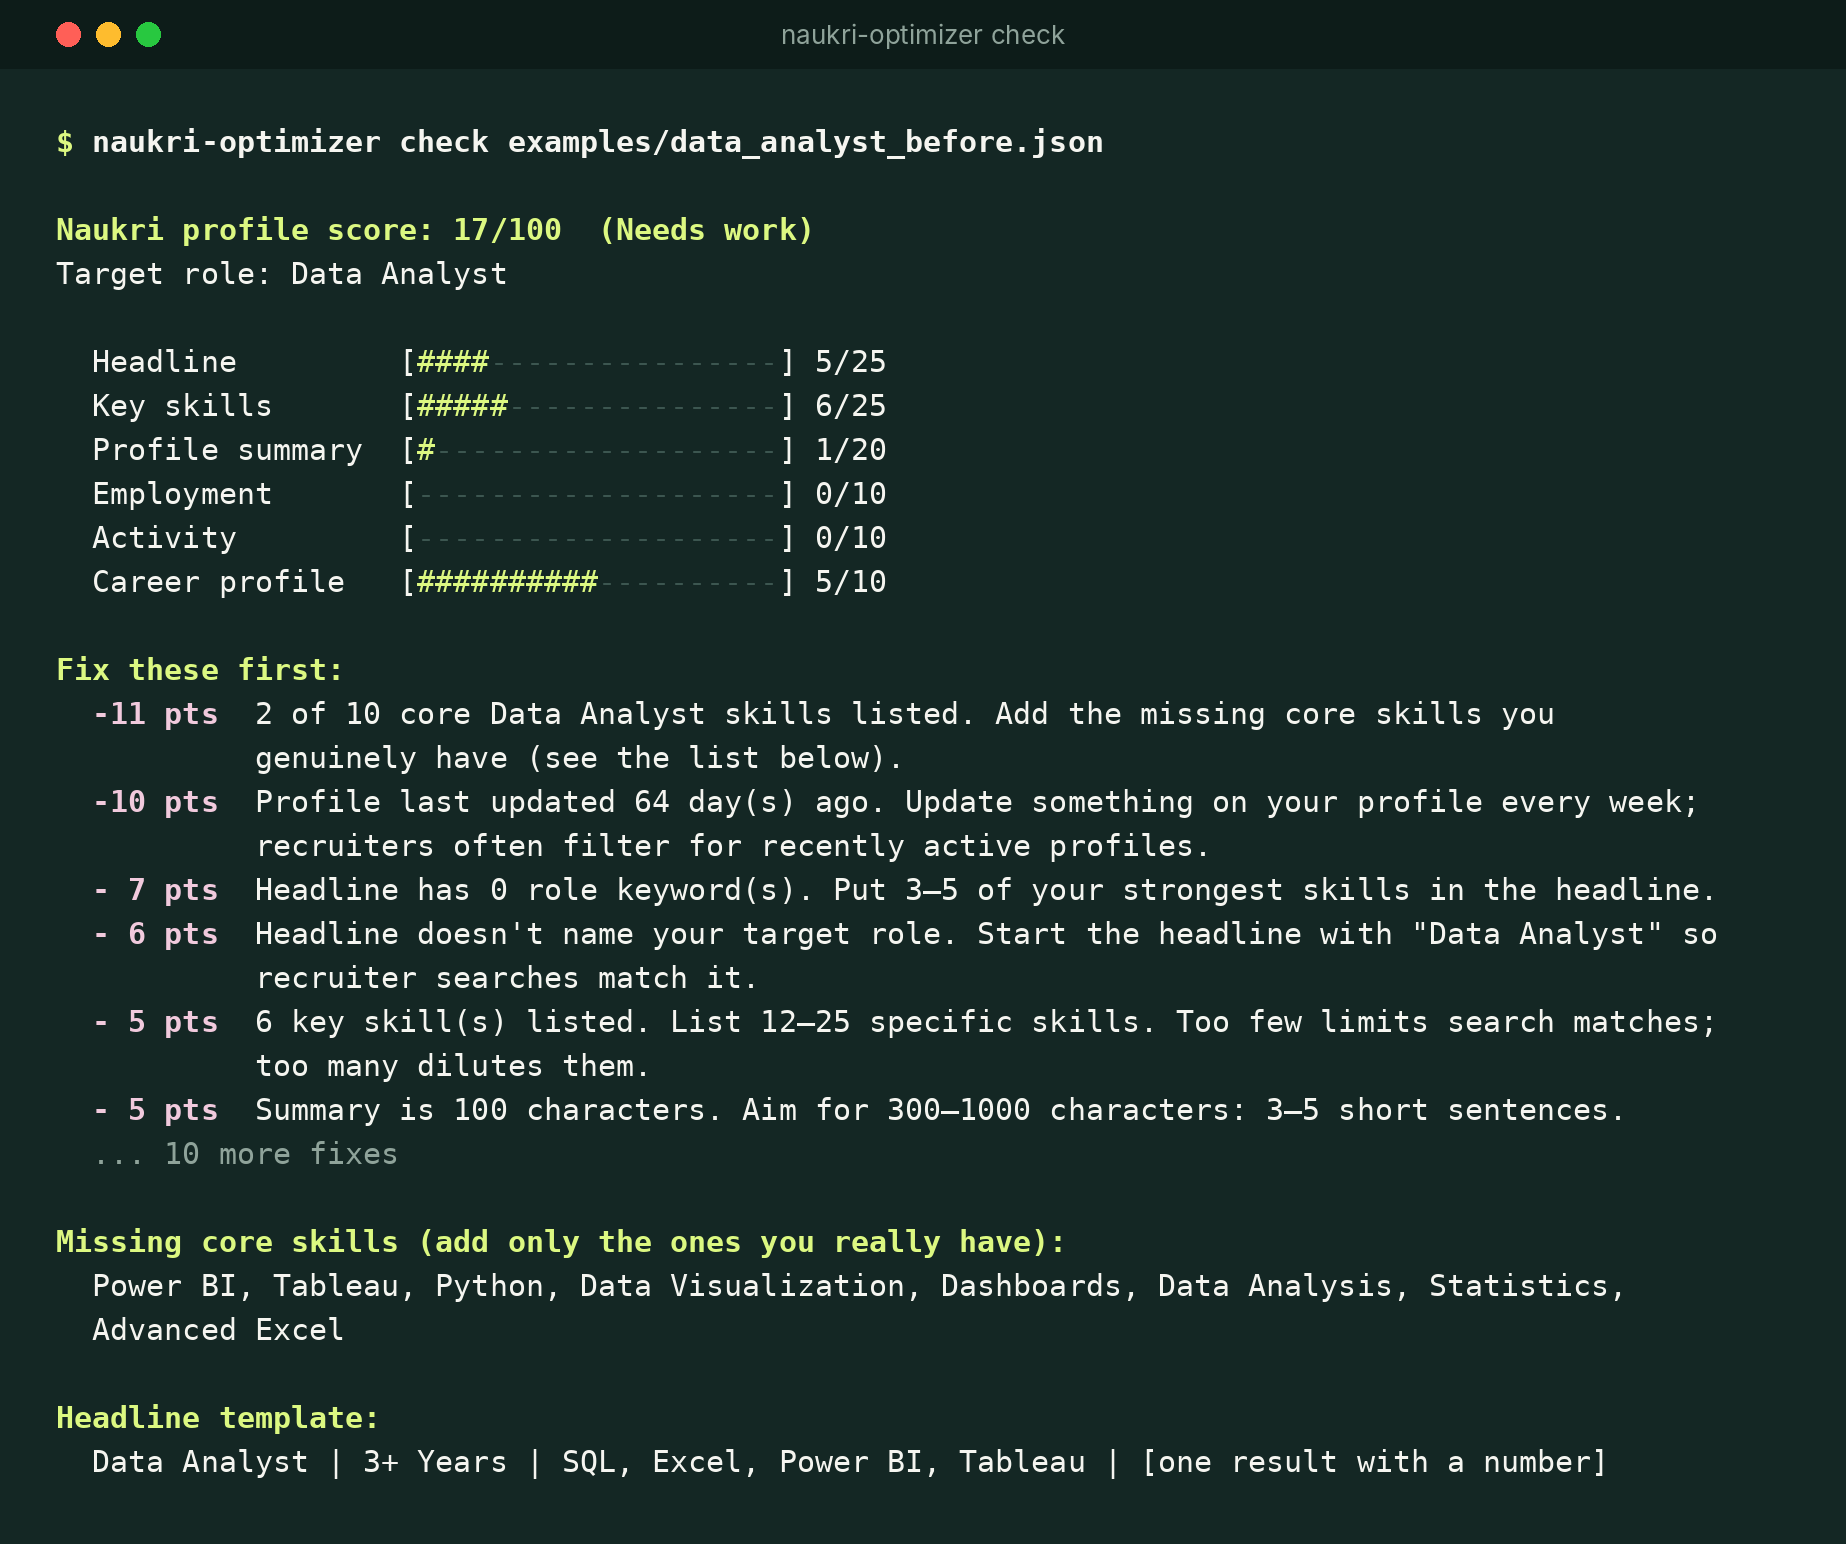 naukri-optimizer check
$ naukri-optimizer check examples/data_analyst_before.json
Naukri profile score: 17/100  (Needs work)
Target role: Data Analyst
Headline         [####----------------] 5/25
Key skills       [#####---------------] 6/25
Profile summary  [#-------------------] 1/20
Employment       [--------------------] 0/10
Activity         [--------------------] 0/10
Career profile   [##########----------] 5/10
Fix these first:
-11 pts  2 of 10 core Data Analyst skills listed. Add the missing core skills you
genuinely have (see the list below).
-10 pts  Profile last updated 64 day(s) ago. Update something on your profile every week;
recruiters often filter for recently active profiles.
- 7 pts  Headline has 0 role keyword(s). Put 3–5 of your strongest skills in the headline.
- 6 pts  Headline doesn't name your target role. Start the headline with "Data Analyst" so
recruiter searches match it.
- 5 pts  6 key skill(s) listed. List 12–25 specific skills. Too few limits search matches;
too many dilutes them.
- 5 pts  Summary is 100 characters. Aim for 300–1000 characters: 3–5 short sentences.
... 10 more fixes
Missing core skills (add only the ones you really have):
Power BI, Tableau, Python, Data Visualization, Dashboards, Data Analysis, Statistics,
Advanced Excel
Headline template:
Data Analyst | 3+ Years | SQL, Excel, Power BI, Tableau | [one result with a number]